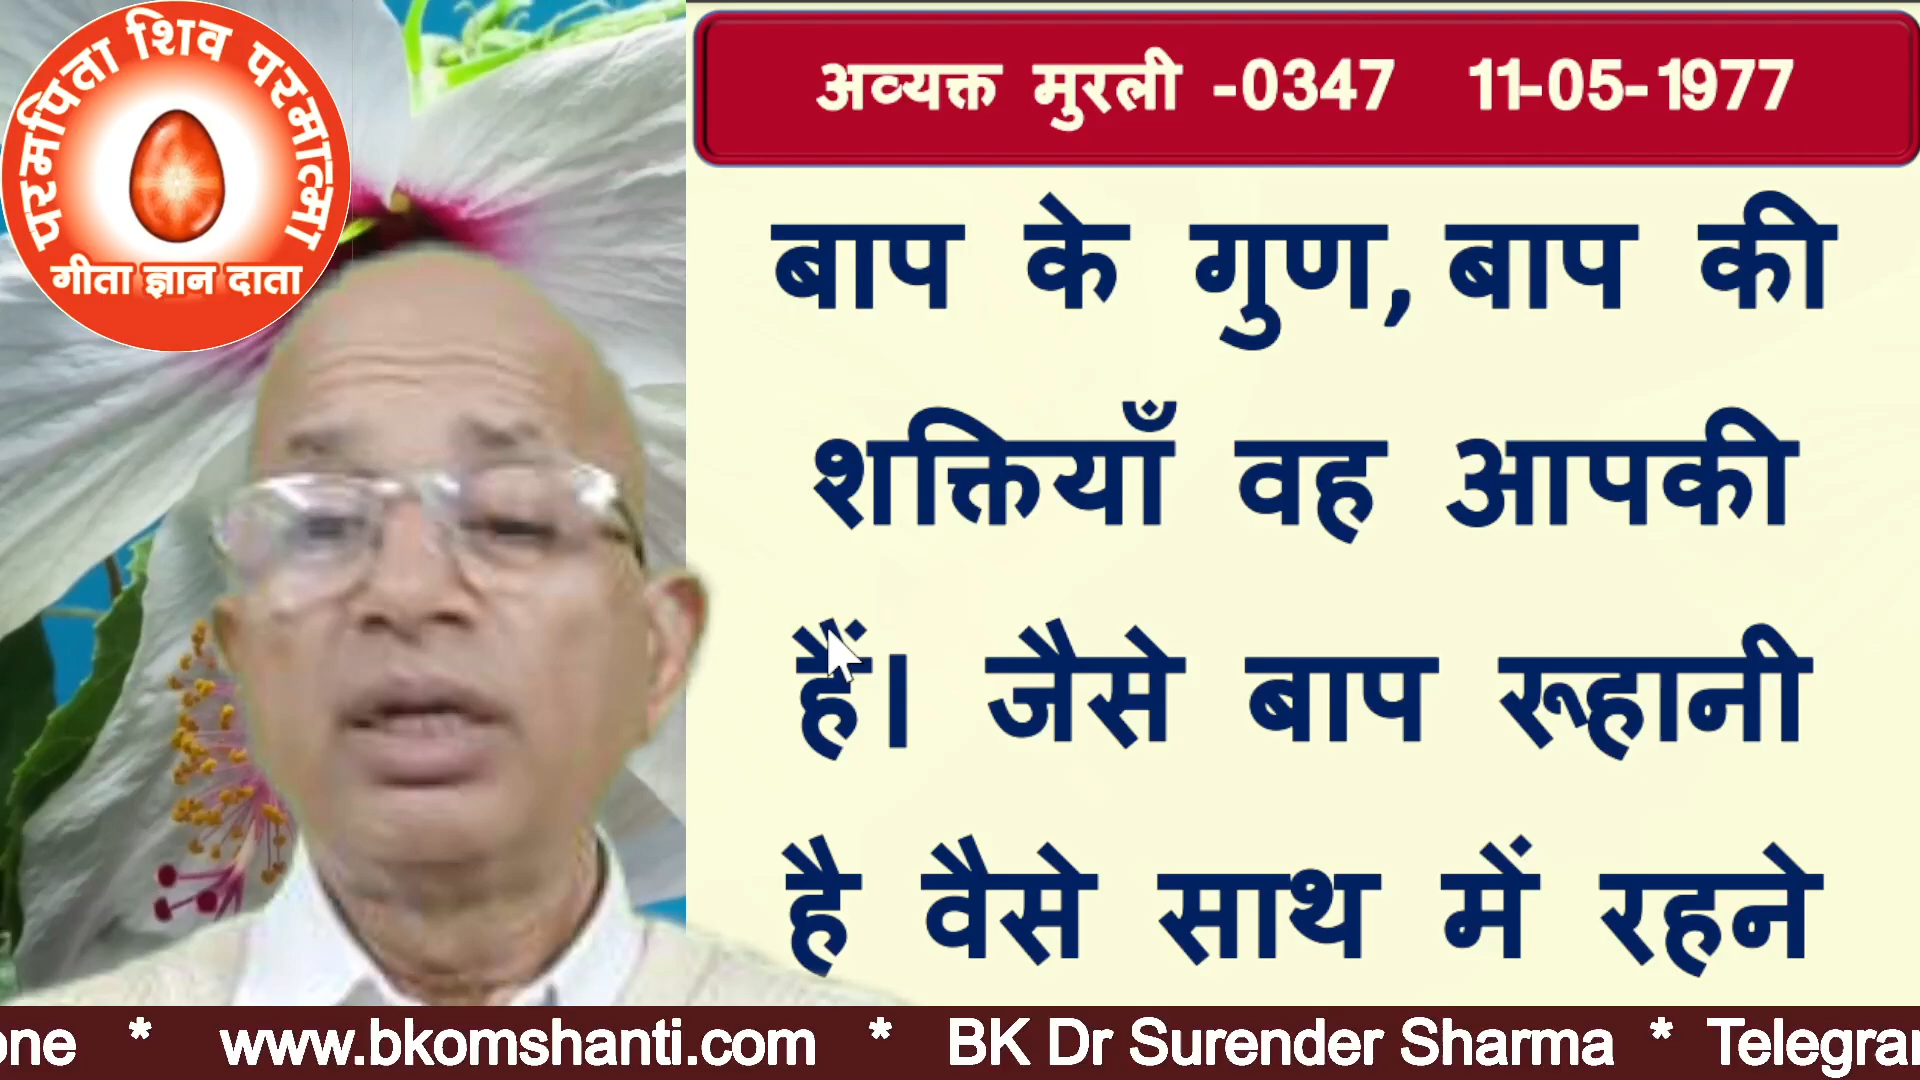 परमपिता शिव परमात्मा
गीता ज्ञान दाता
अव्यक्त मुरली -0347 11-05-1977
बाप के गुण, बाप की
शक्तियाँ वह आपकी
हैं। जैसे बाप रूहानी
है वैसे साथ में रहने
one * www.bkomshanti.com * BK Dr Surender Sharma * Telegra